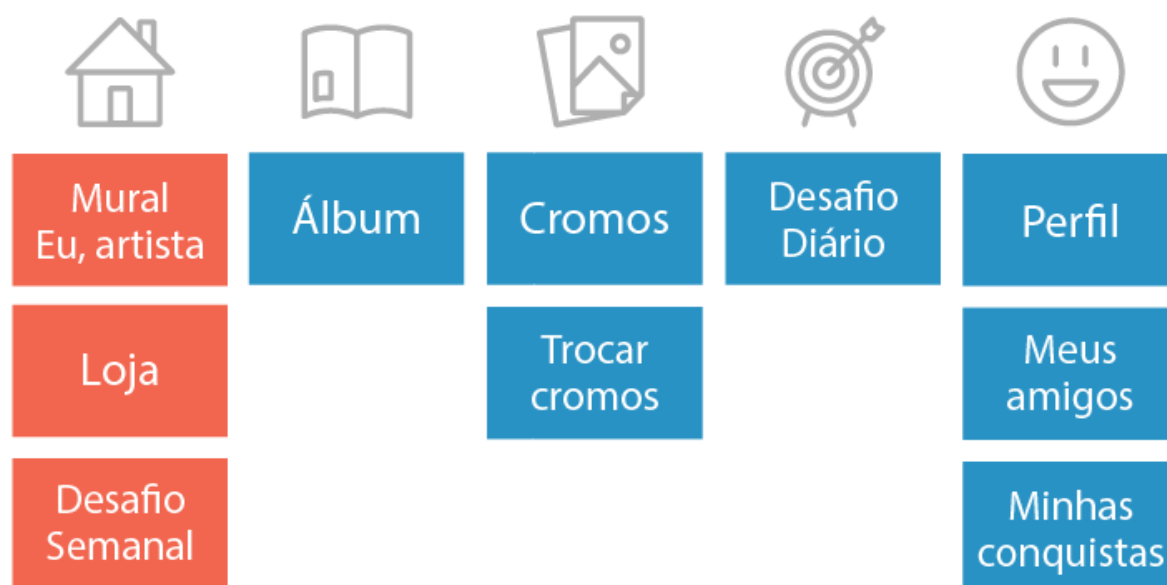 Mural
Eu, artista
Álbum
Cromos
Desafio
Diário
Perfil
Loja
Trocar
cromos
Meus
amigos
Desafio
Semanal
Minhas
conquistas